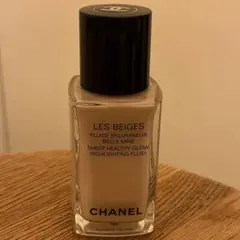 LES BEIGES
FLUIDE ENLUMINEUR
BELLE MINE
SHEER HEALTHY GLOW
HIGHLIGHTING FLUID
CHANEL